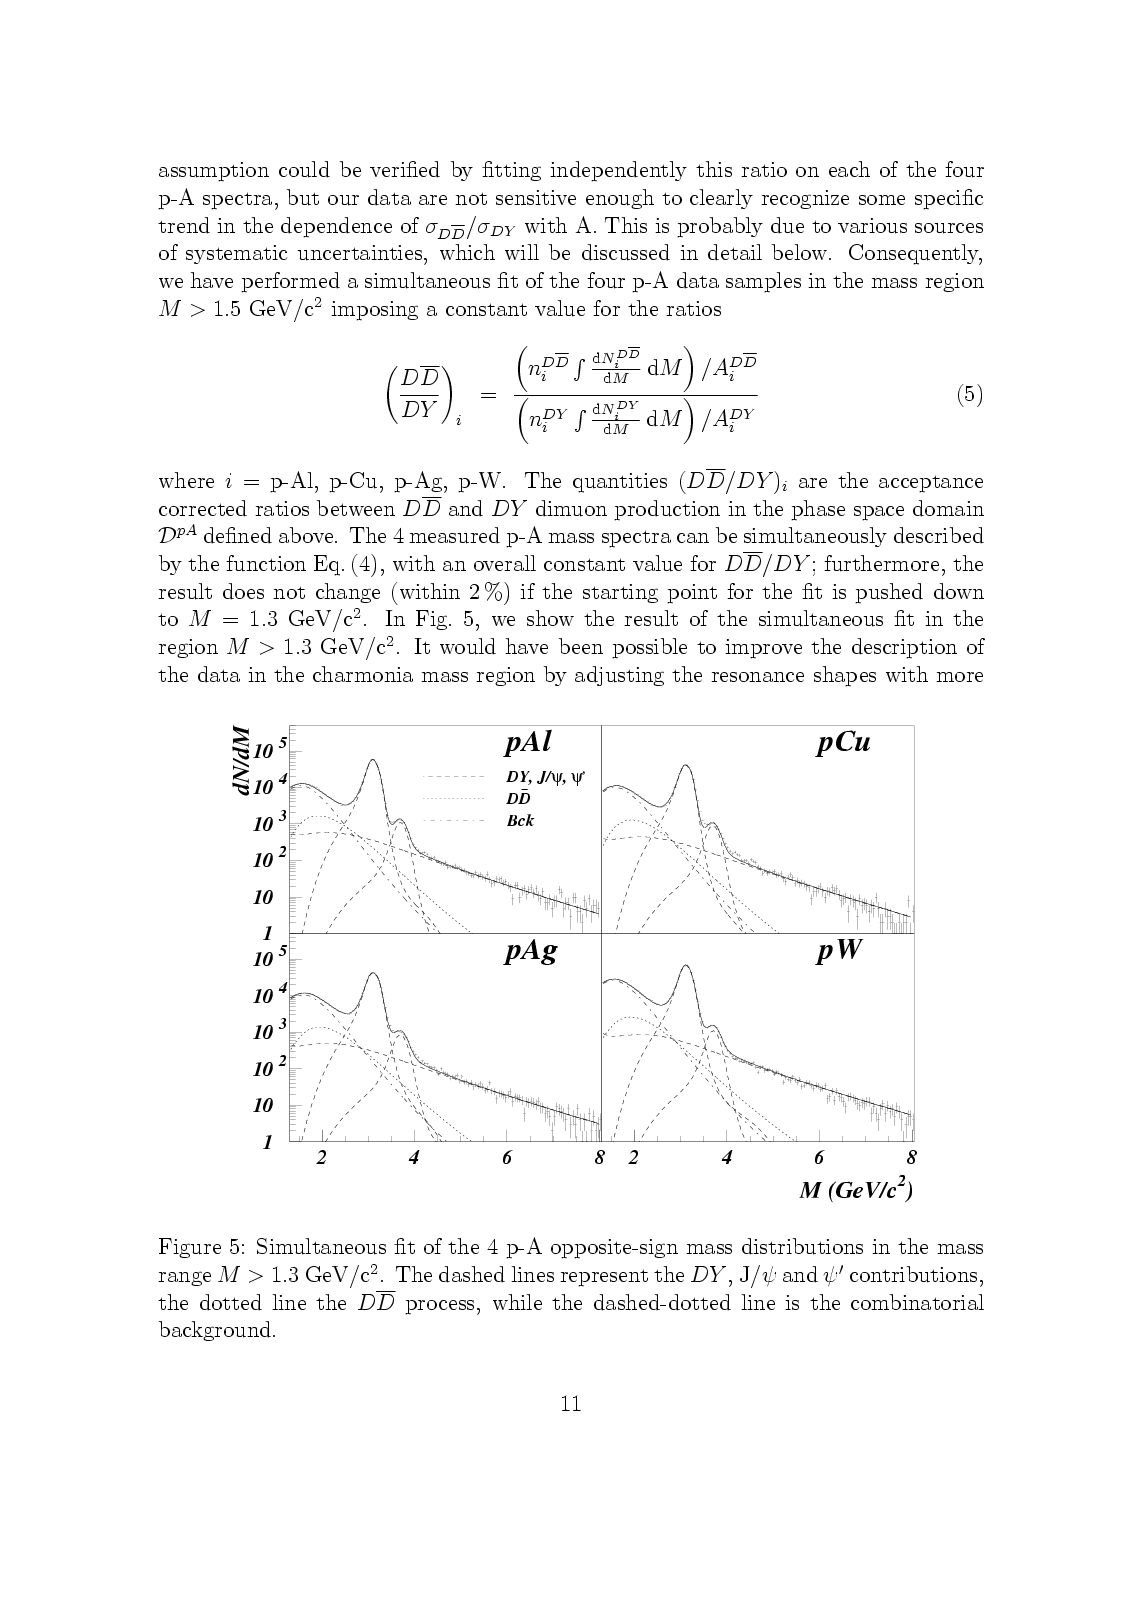 assumption could be verified by fitting independently this ratio on each of the four
p-A spectra, but our data are not sensitive enough to clearly recognize some specific
trend in the dependence of σ_{DD̅}/σ_{DY} with A. This is probably due to various sources
of systematic uncertainties, which will be discussed in detail below. Consequently,
we have performed a simultaneous fit of the four p-A data samples in the mass region
M > 1.5 GeV/c² imposing a constant value for the ratios
(DD̅/DY)_i = (n_i^{DD̅} ∫ dN_i^{DD̅}/dM dM) /A_i^{DD̅} / (n_i^{DY} ∫ dN_i^{DY}/dM dM) /A_i^{DY} (5)
where i = p-Al, p-Cu, p-Ag, p-W. The quantities (DD̅/DY)_i are the acceptance
corrected ratios between DD̅ and DY dimuon production in the phase space domain
𝒟^{pA} defined above. The 4 measured p-A mass spectra can be simultaneously described
by the function Eq. (4), with an overall constant value for DD̅/DY; furthermore, the
result does not change (within 2 %) if the starting point for the fit is pushed down
to M = 1.3 GeV/c². In Fig. 5, we show the result of the simultaneous fit in the
region M > 1.3 GeV/c². It would have been possible to improve the description of
the data in the charmonia mass region by adjusting the resonance shapes with more
dN/dM
pAl
pCu
DY, J/ψ, ψ'
DD̅
Bck
10⁵
10⁴
10³
10²
10
1
pAg
pW
10⁵
10⁴
10³
10²
10
1
2 4 6 8 2 4 6 8
M (GeV/c²)
Figure 5: Simultaneous fit of the 4 p-A opposite-sign mass distributions in the mass
range M > 1.3 GeV/c². The dashed lines represent the DY, J/ψ and ψ′ contributions,
the dotted line the DD̅ process, while the dashed-dotted line is the combinatorial
background.
11